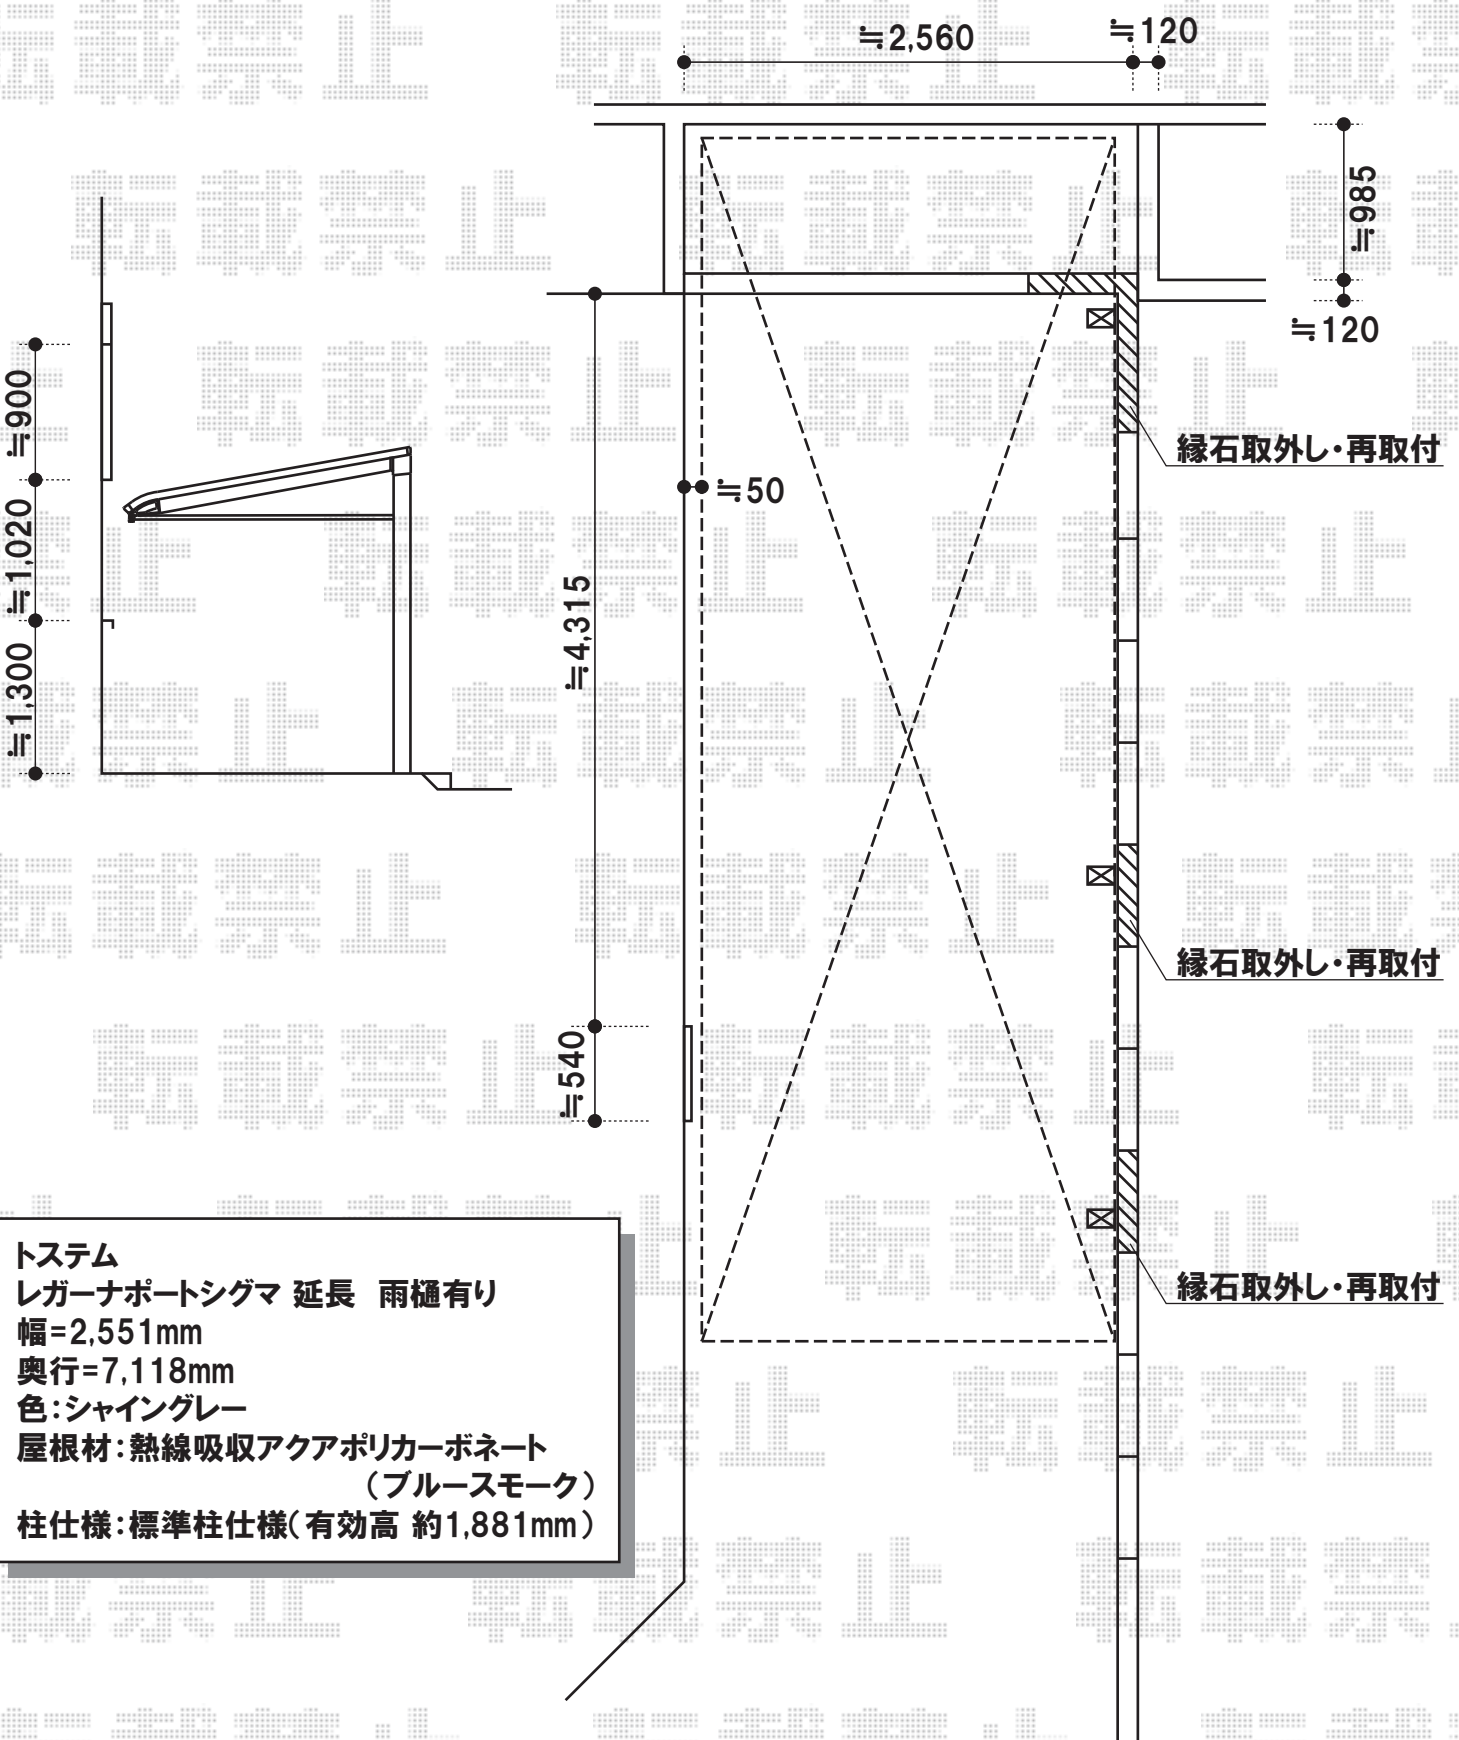 ≒2,560
≒120
≒985
≒120
≒900
≒1,020
≒1,300
≒50
≒4,315
≒540
縁石取外し・再取付
縁石取外し・再取付
縁石取外し・再取付
トステム
レガーナポートシグマ 延長 雨樋有り
幅=2,551mm
奥行=7,118mm
色:シャイングレー
屋根材:熱線吸収アクアポリカーボネート
(ブルースモーク)
柱仕様:標準柱仕様(有効高 約1,881mm)
転載禁止